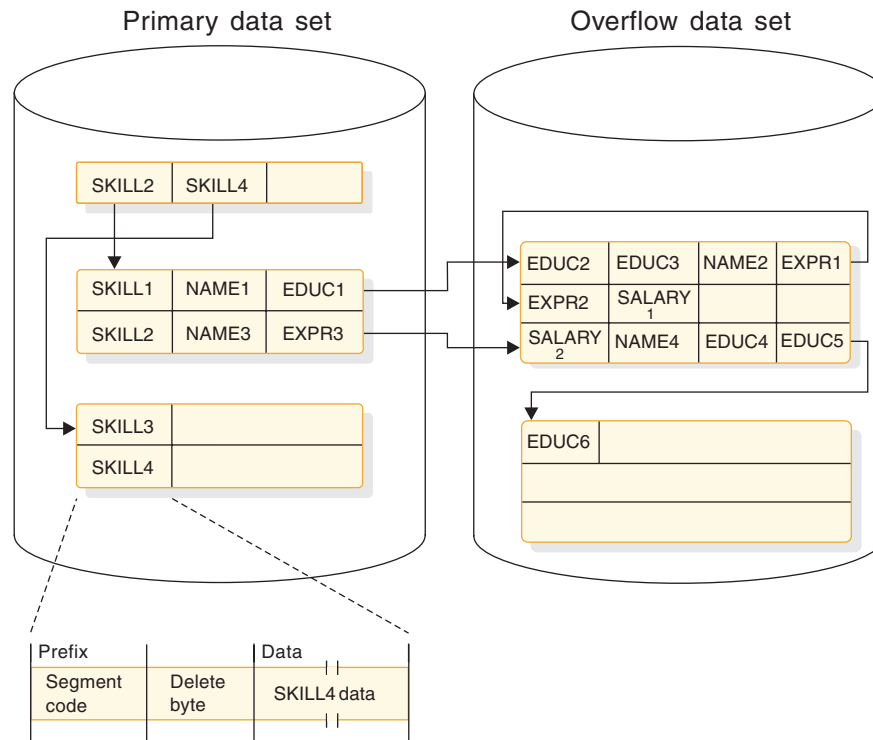 Primary data set
Overflow data set
SKILL2 SKILL4
SKILL1 NAME1 EDUC1
SKILL2 NAME3 EXPR3
SKILL3
SKILL4
EDUC2 EDUC3 NAME2 EXPR1
EXPR2 SALARY
1
SALARY
2
NAME4 EDUC4 EDUC5
EDUC6
Prefix Data
Segment
code
Delete
byte
SKILL4 data